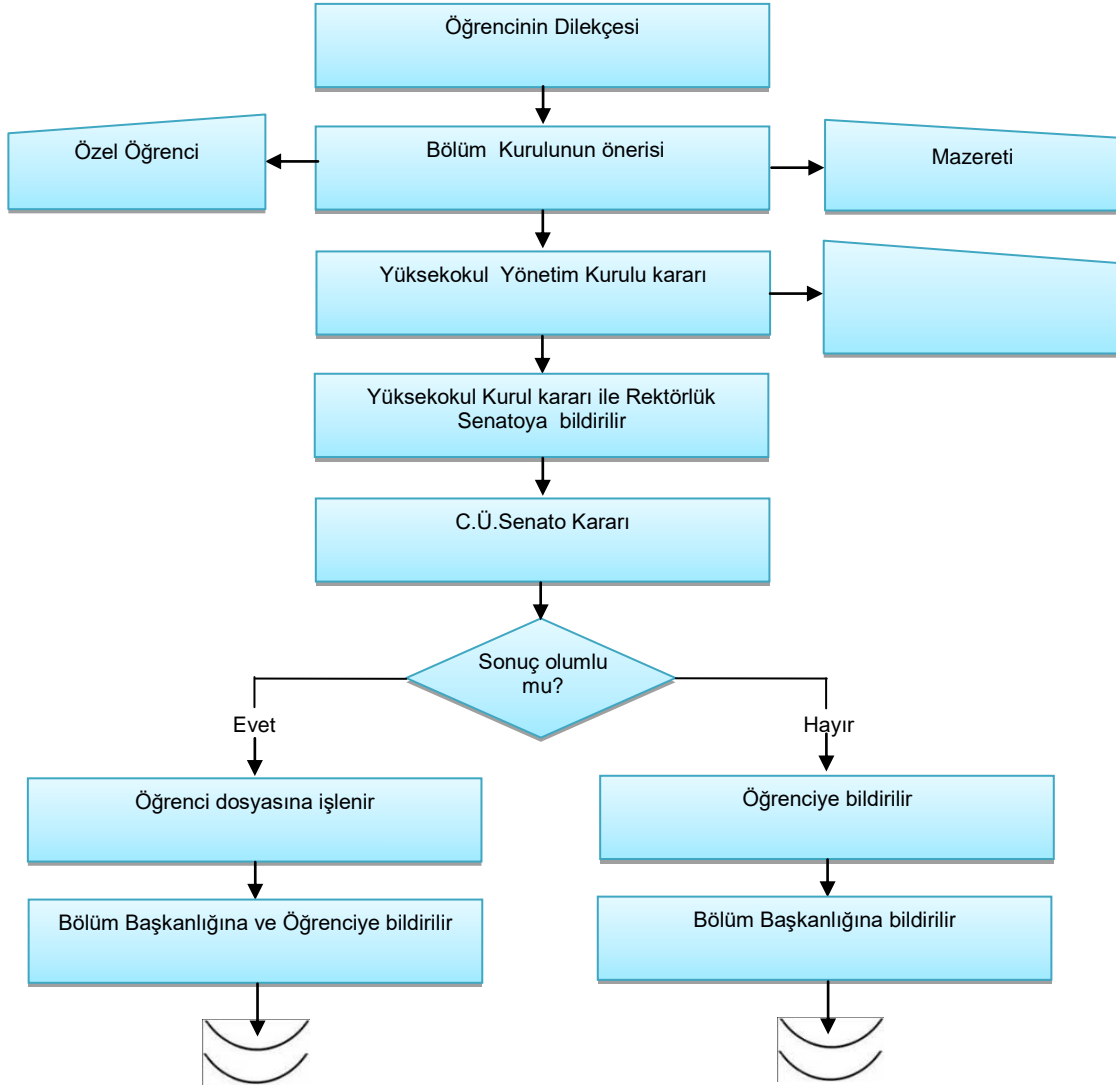 Öğrencinin Dilekçesi
Özel Öğrenci
Bölüm  Kurulunun önerisi
Mazereti
Yüksekokul  Yönetim Kurulu kararı
Yüksekokul Kurul kararı ile Rektörlük
Senatoya  bildirilir
C.Ü.Senato Kararı
Sonuç olumlu
mu?
Evet
Hayır
Öğrenci dosyasına işlenir
Öğrenciye bildirilir
Bölüm Başkanlığına ve Öğrenciye bildirilir
Bölüm Başkanlığına bildirilir